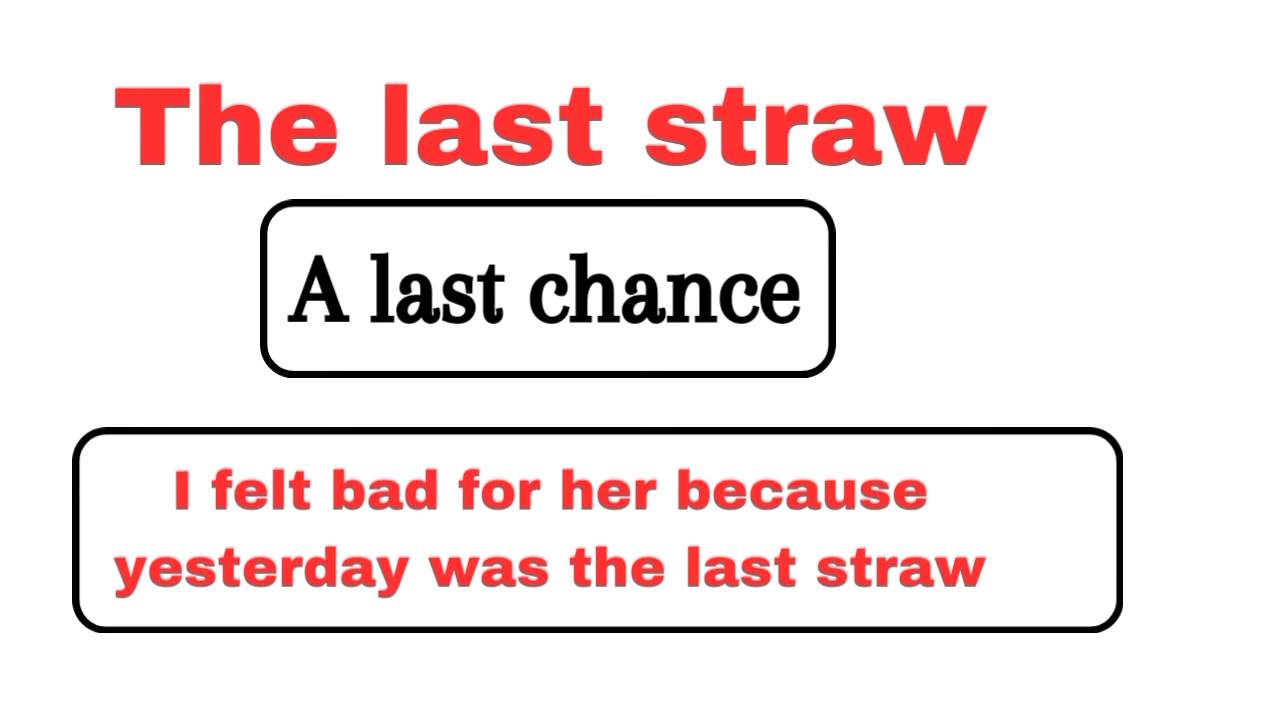 The last straw
A last chance
I felt bad for her because
yesterday was the last straw